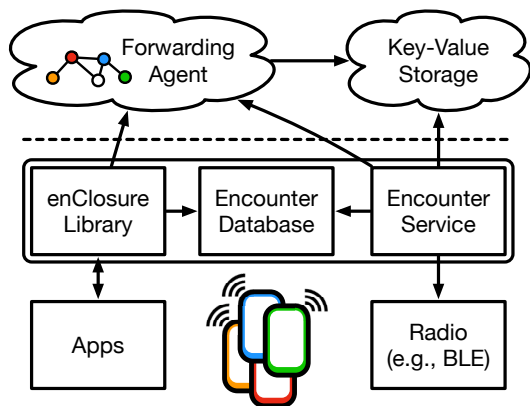 Forwarding
Agent
Key-Value
Storage
enClosure
Library
Encounter
Database
Encounter
Service
Apps
Radio
(e.g., BLE)